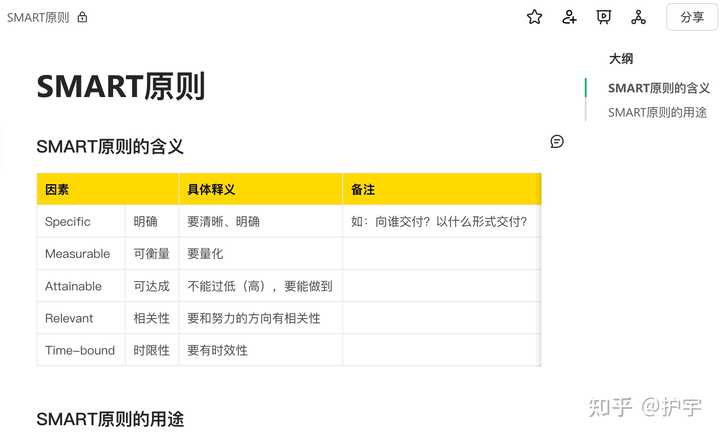 SMART原则
分享
大纲
SMART原则的含义
SMART原则的用途
SMART原则
SMART原则的含义
因素 具体释义 备注
Specific 明确 要清晰、明确 如：向谁交付？以什么形式交付？
Measurable 可衡量 要量化
Attainable 可达成 不能过低（高），要能做到
Relevant 相关性 要和努力的方向有相关性
Time-bound 时限性 要有时效性
SMART原则的用途
知乎 @护宇